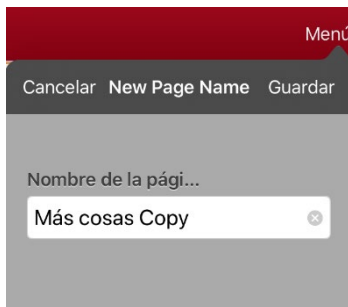 Menú
Cancelar New Page Name Guardar
Nombre de la pági...
Más cosas Copy